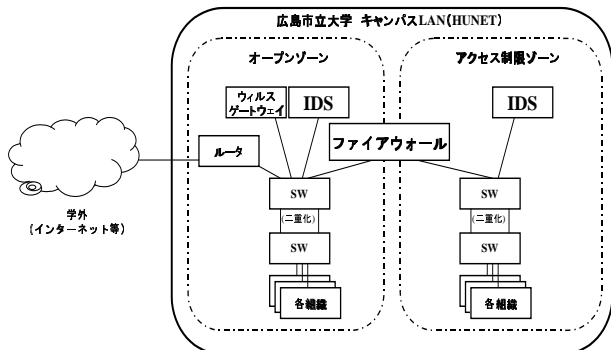 広島市立大学 キャンパスLAN(HUNET)
オープンゾーン
アクセス制限ゾーン
ウィルス
ゲートウェイ
IDS
IDS
ファイアウォール
ルータ
学外
(インターネット等)
SW
SW
(二重化)
(二重化)
SW
SW
各組織
各組織